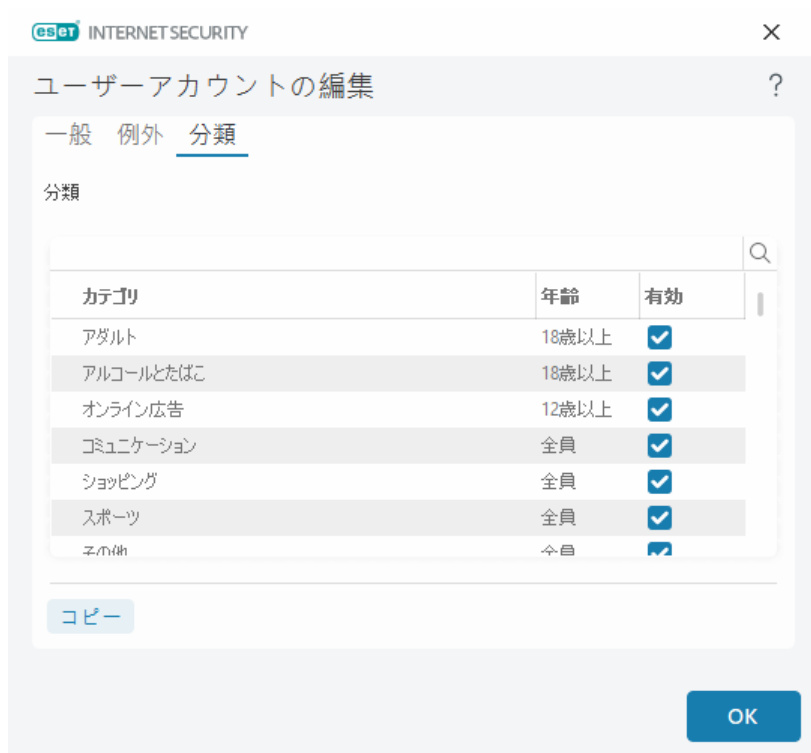 eset INTERNET SECURITY
ユーザーアカウントの編集 ?
一般 例外 分類
分類
カテゴリ 年齢 有効
アダルト 18歳以上
アルコールとたばこ 18歳以上
オンライン広告 12歳以上
コミュニケーション 全員
ショッピング 全員
スポーツ 全員
その他 全員
コピー
OK